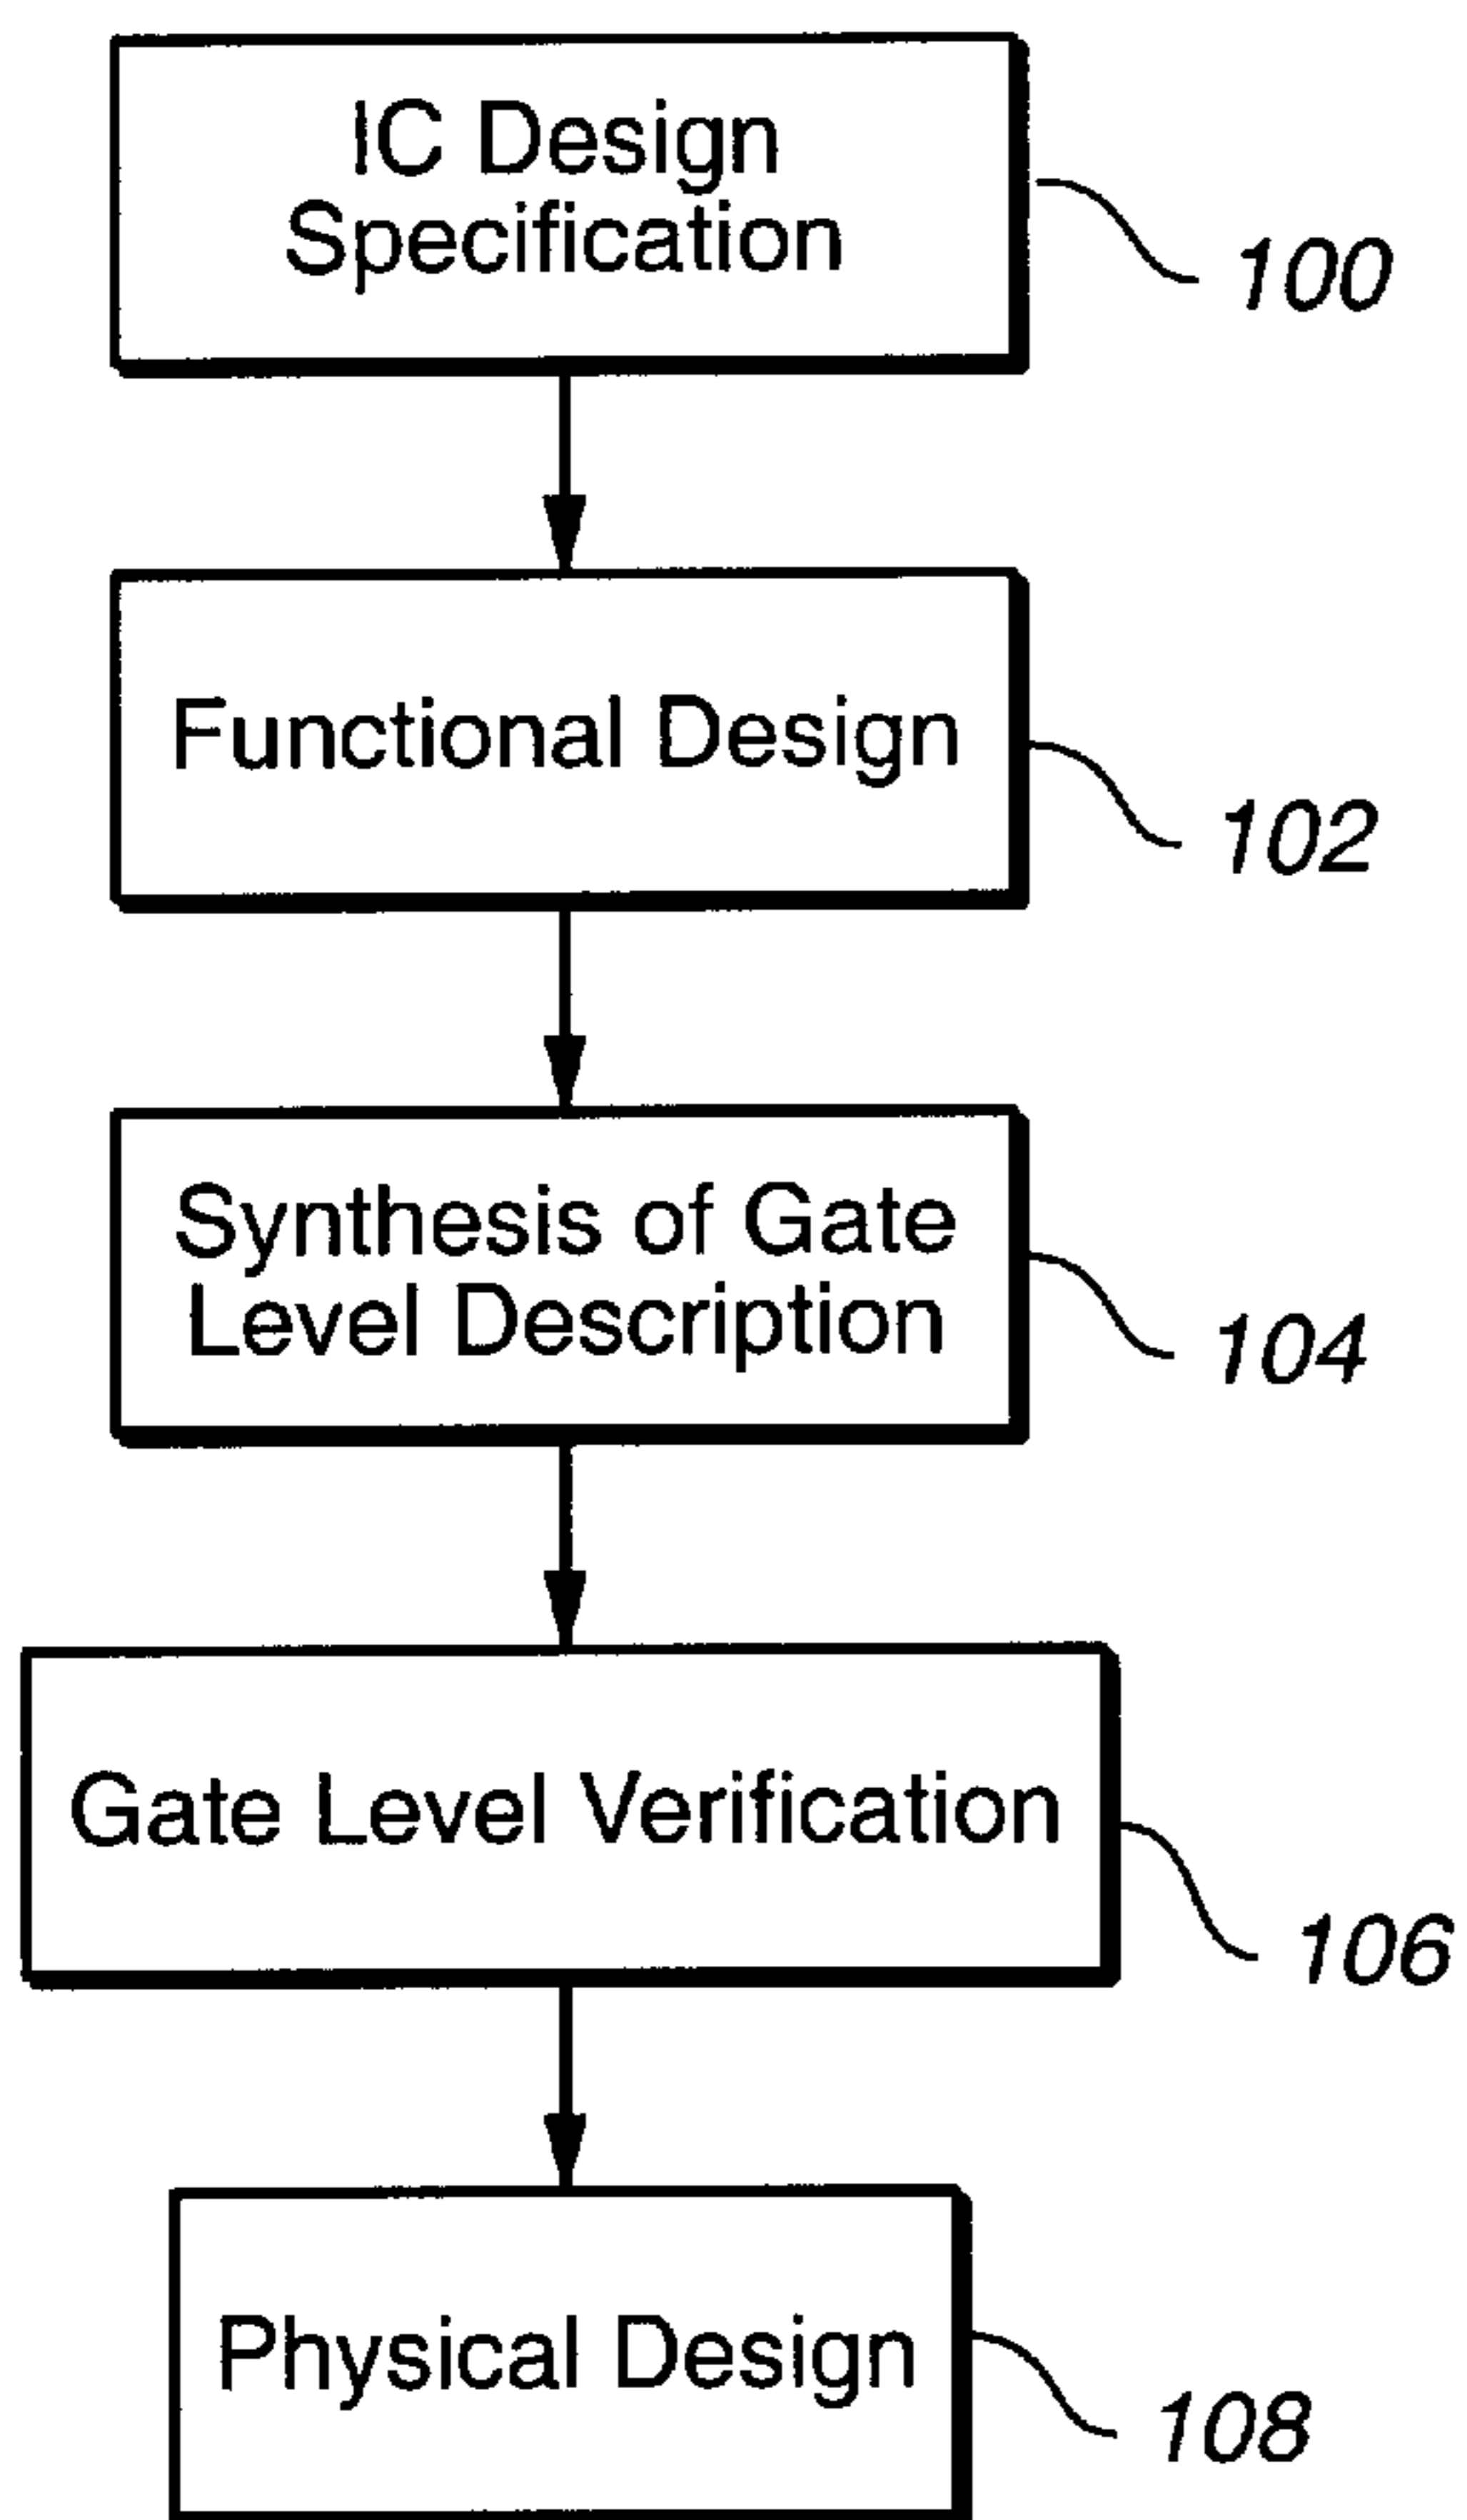 IC Design
Specification
100
Functional Design
102
Synthesis of Gate
Level Description
104
Gate Level Verification
106
Physical Design
108